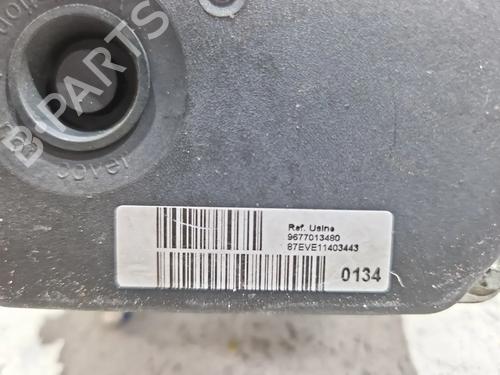 B-PARTS
Ref. Usine
9677013480
87EVE11403443
0134